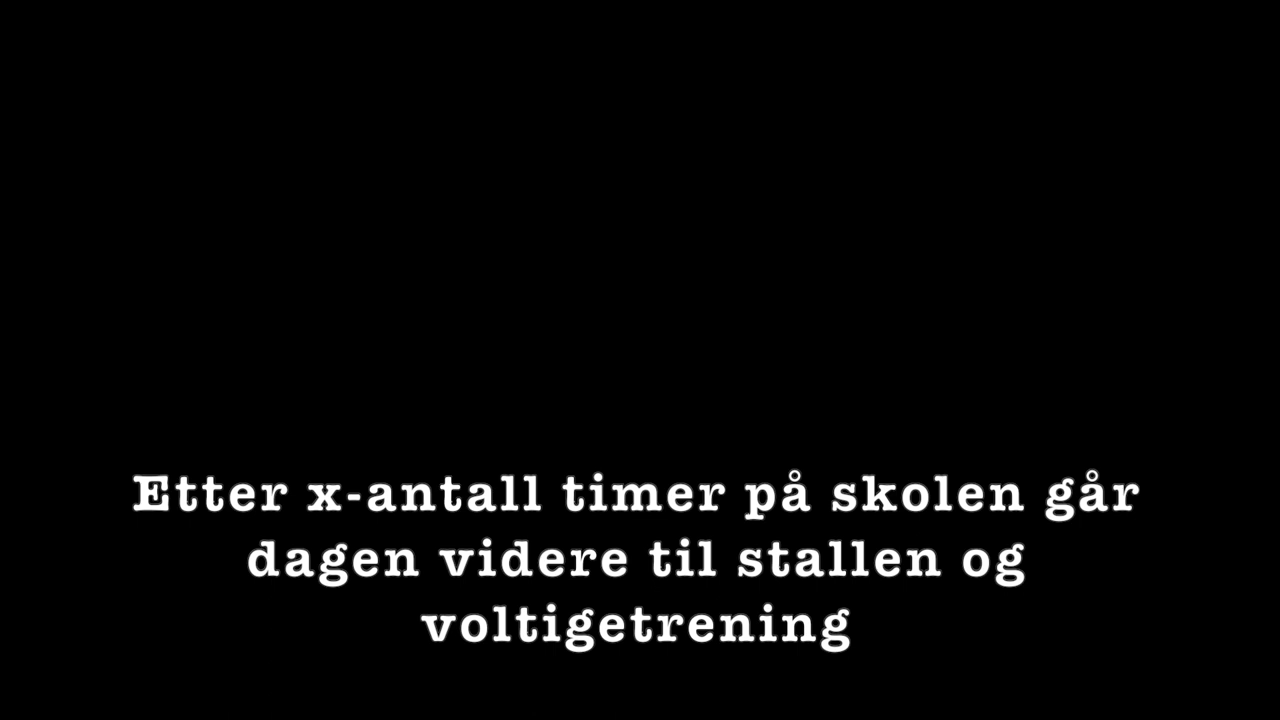 Etter x-antall timer på skolen går
dagen videre til stallen og
voltigetrening